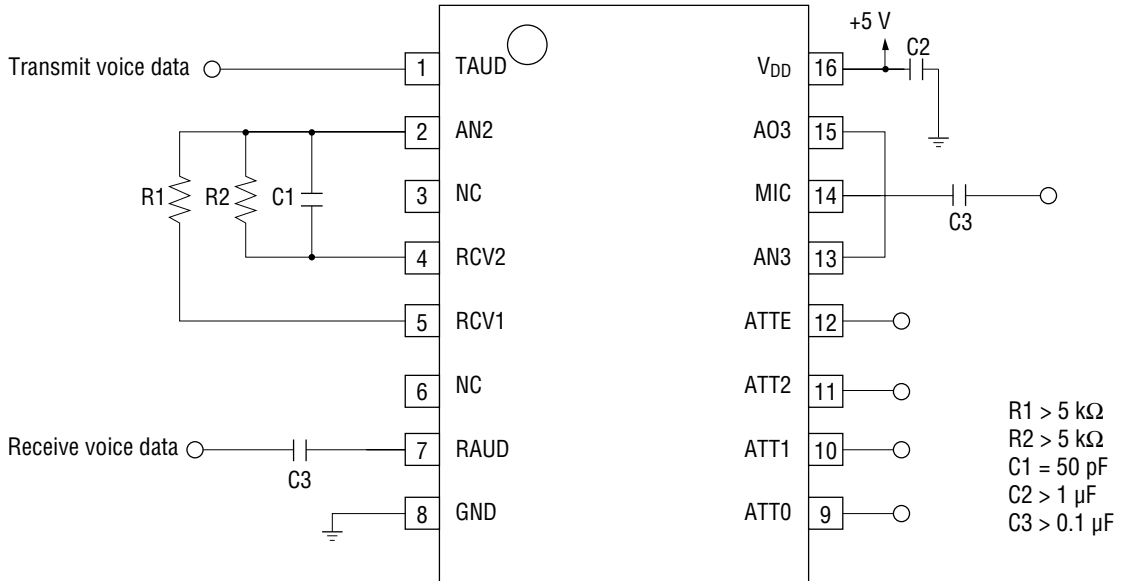 +5 V
Transmit voice data
1 TAUD
VDD 16
C2
2 AN2
AO3 15
R1
R2
C1
3 NC
MIC 14
C3
4 RCV2
AN3 13
5 RCV1
ATTE 12
6 NC
ATT2 11
Receive voice data
C3
7 RAUD
ATT1 10
8 GND
ATT0 9
R1 > 5 kΩ
R2 > 5 kΩ
C1 = 50 pF
C2 > 1 μF
C3 > 0.1 μF